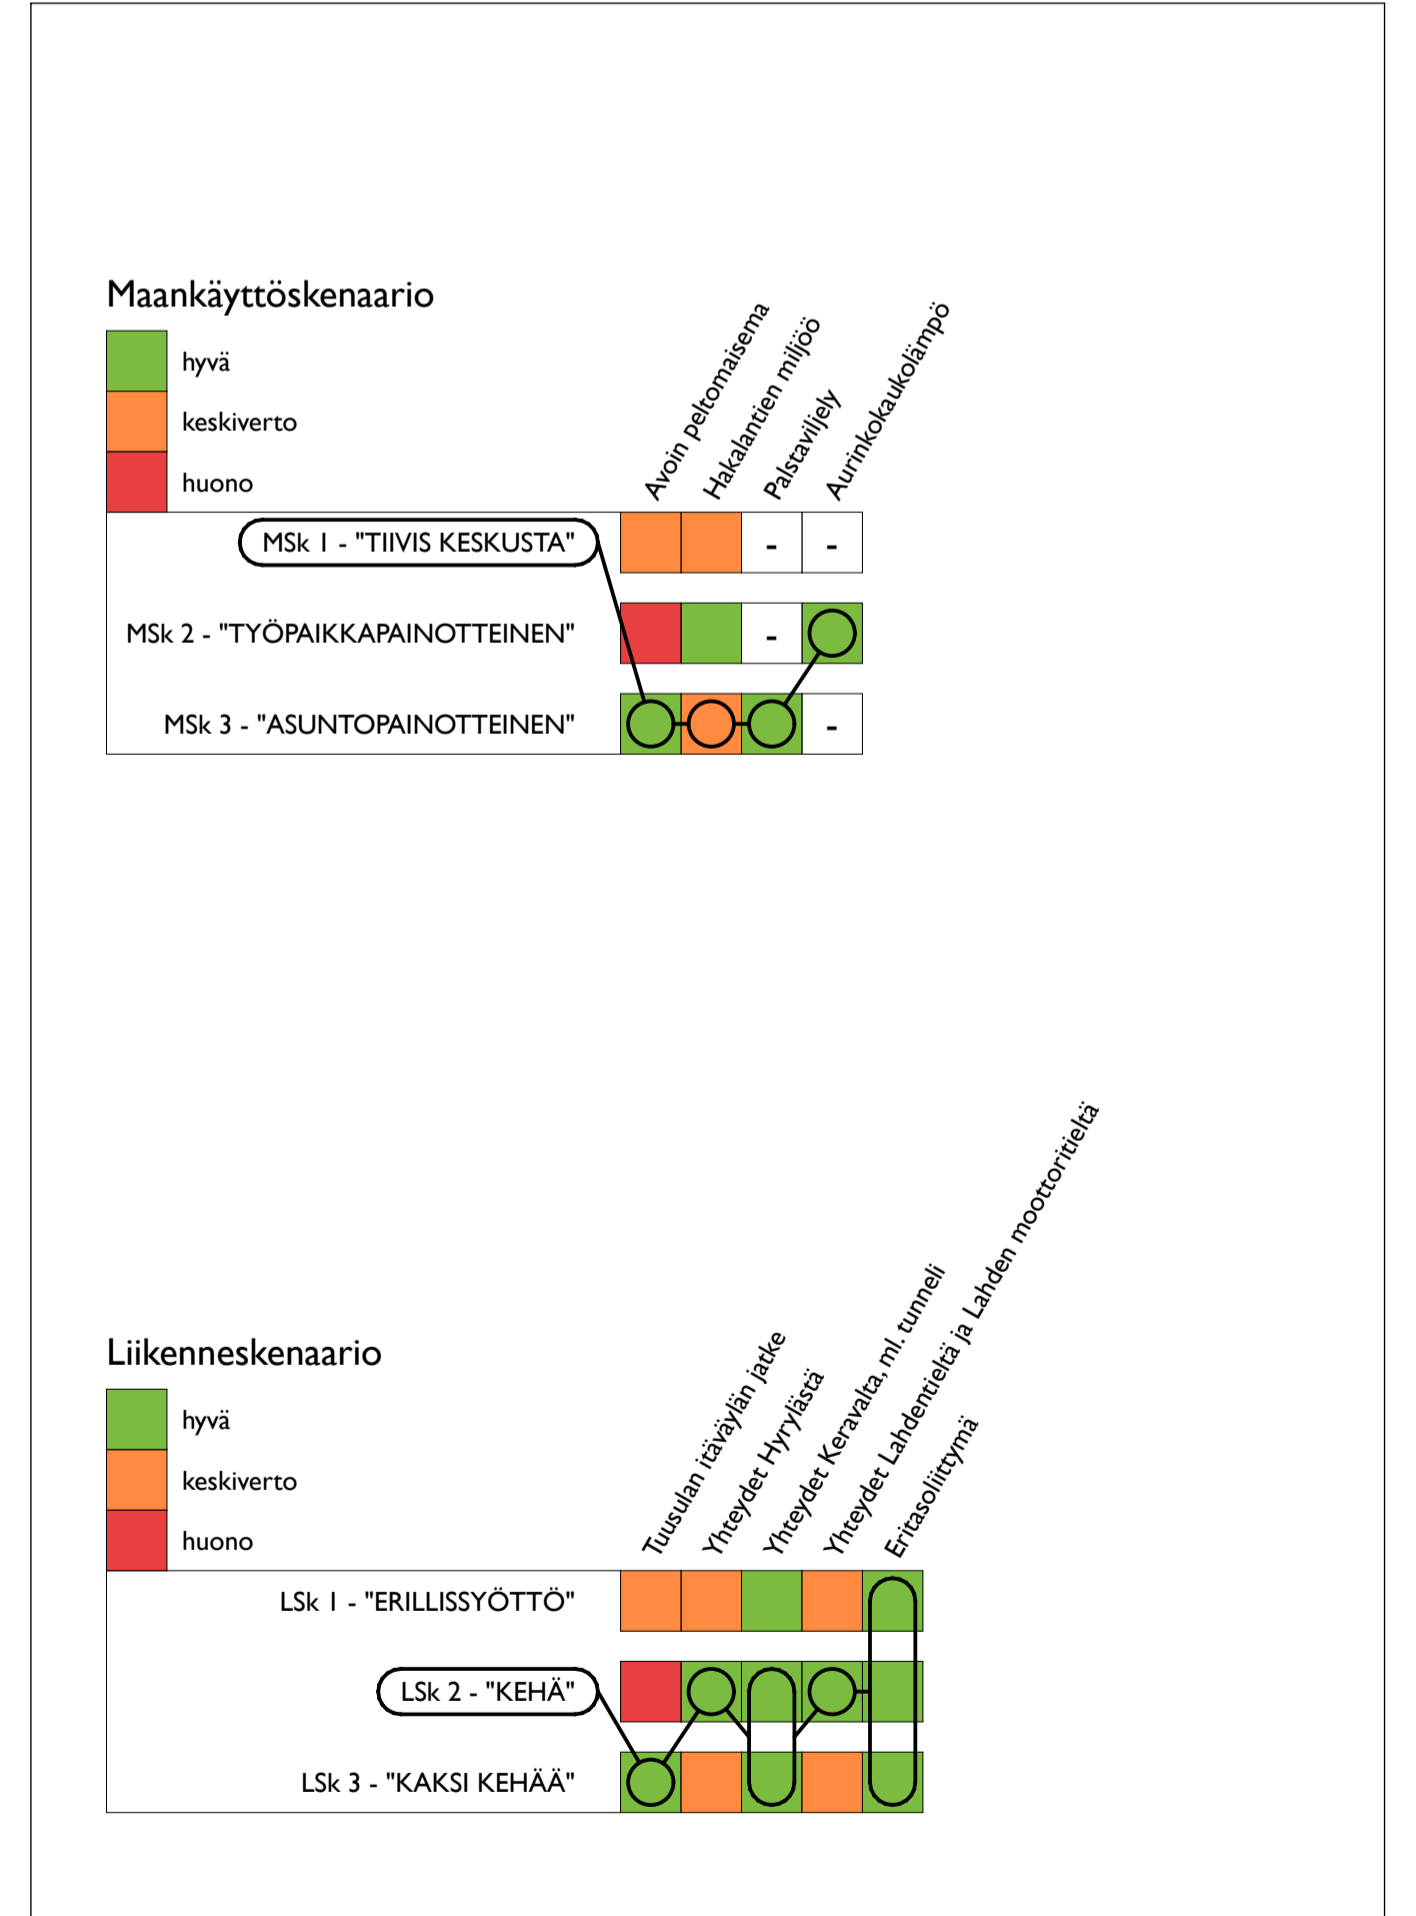 Maankäyttöskenaario
hyvä
keskiverto
huono
Avoin peltomaisema
Hakalantien miljöö
Palstaviljely
Aurinkokaukolämpö
MSk 1 - "TIIVIS KESKUSTA"
-
-
MSk 2 - "TYÖPAIKKAPAINOTTEINEN"
-
MSk 3 - "ASUNTOPAINOTTEINEN"
-
Liikenneskenaario
hyvä
keskiverto
huono
Tuusulan itäväylän jatke
Yhteydet Hyrylästä
Yhteydet Keravalta, ml. tunneli
Yhteydet Lahdentieltä ja Lahden moottoritieltä
Eritasoliittymä
LSk 1 - "ERILLISSYÖTTÖ"
LSk 2 - "KEHÄ"
LSk 3 - "KAKSI KEHÄÄ"